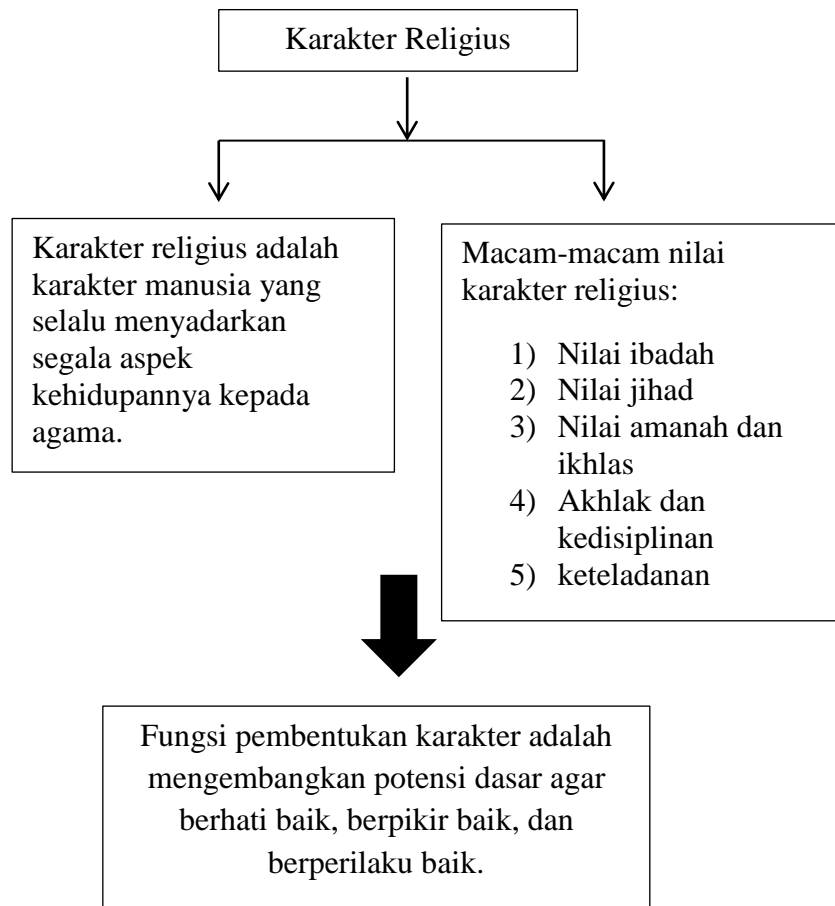 Karakter Religius
Karakter religius adalah
karakter manusia yang
selalu menyadarkan
segala aspek
kehidupannya kepada
agama.
Macam-macam nilai
karakter religius:
1) Nilai ibadah
2) Nilai jihad
3) Nilai amanah dan
ikhlas
4) Akhlak dan
kedisiplinan
5) keteladanan
Fungsi pembentukan karakter adalah
mengembangkan potensi dasar agar
berhati baik, berpikir baik, dan
berperilaku baik.